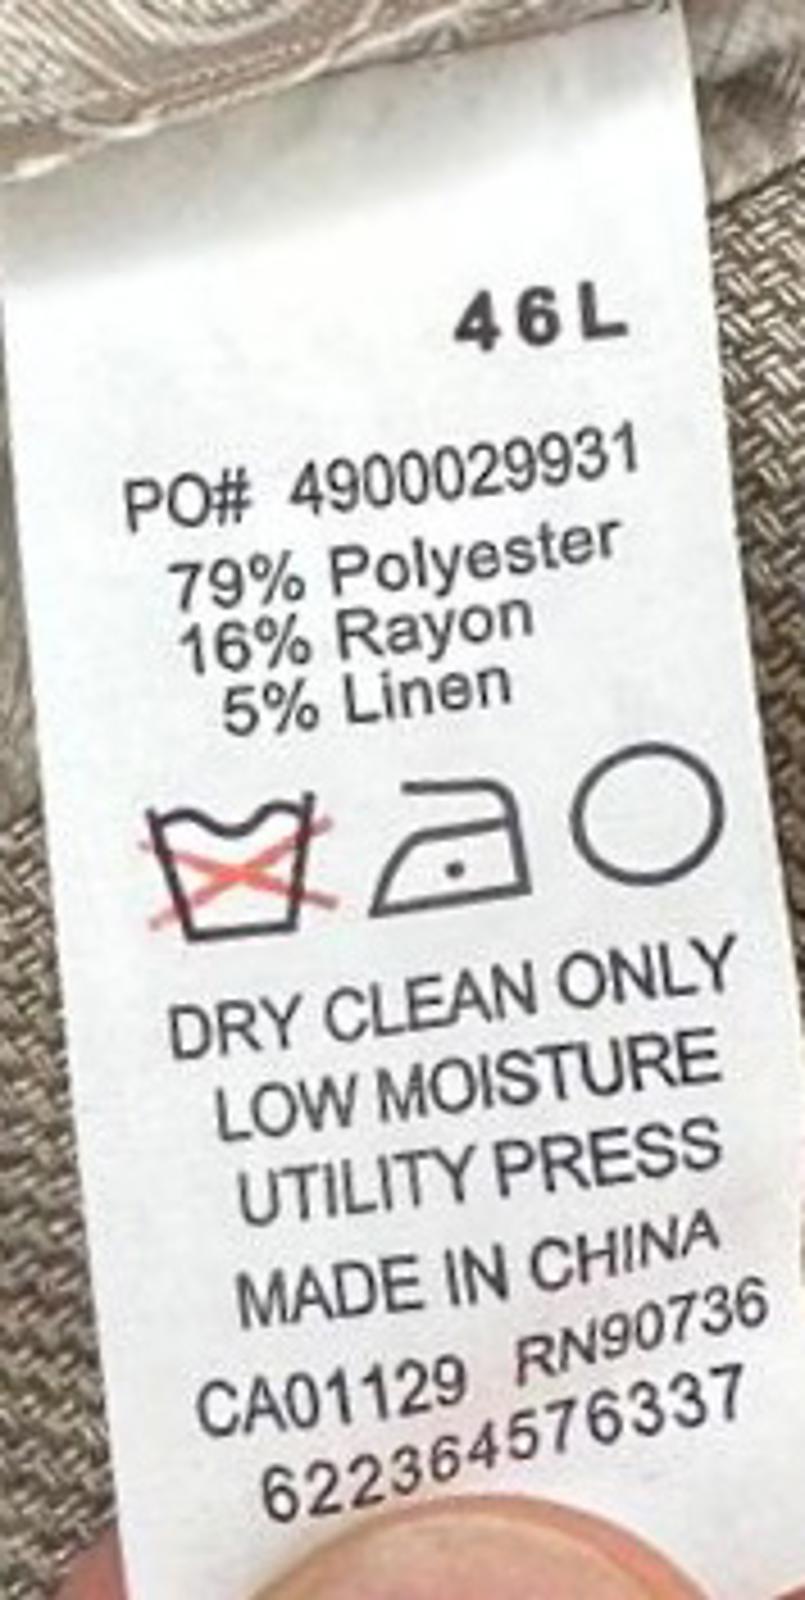 46L
PO# 4900029931
79% Polyester
16% Rayon
5% Linen
DRY CLEAN ONLY
LOW MOISTURE
UTILITY PRESS
MADE IN CHINA
CA01129 RN90736
622364576337